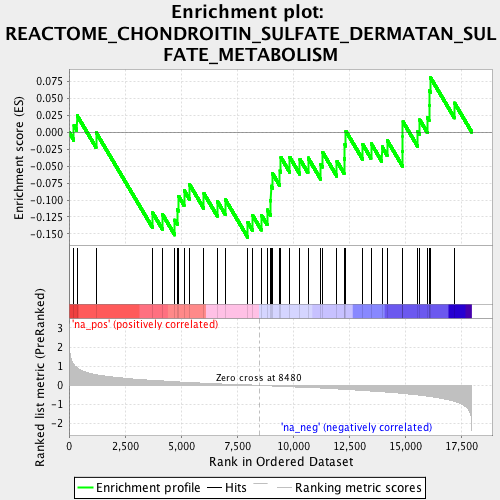 Enrichment plot:
REACTOME_CHONDROITIN_SULFATE_DERMATAN_SUL
FATE_METABOLISM
Enrichment score (ES)
0.075
0.050
0.025
0.000
-0.025
-0.050
-0.075
-0.100
-0.125
-0.150
'na_pos' (positively correlated)
Ranked list metric (PreRanked)
3
2
1
0
-1
-2
Zero cross at 8480
'na_neg' (negatively correlated)
0
2,500
5,000
7,500
10,000
12,500
15,000
17,500
Rank in Ordered Dataset
Enrichment profile
Hits
Ranking metric scores